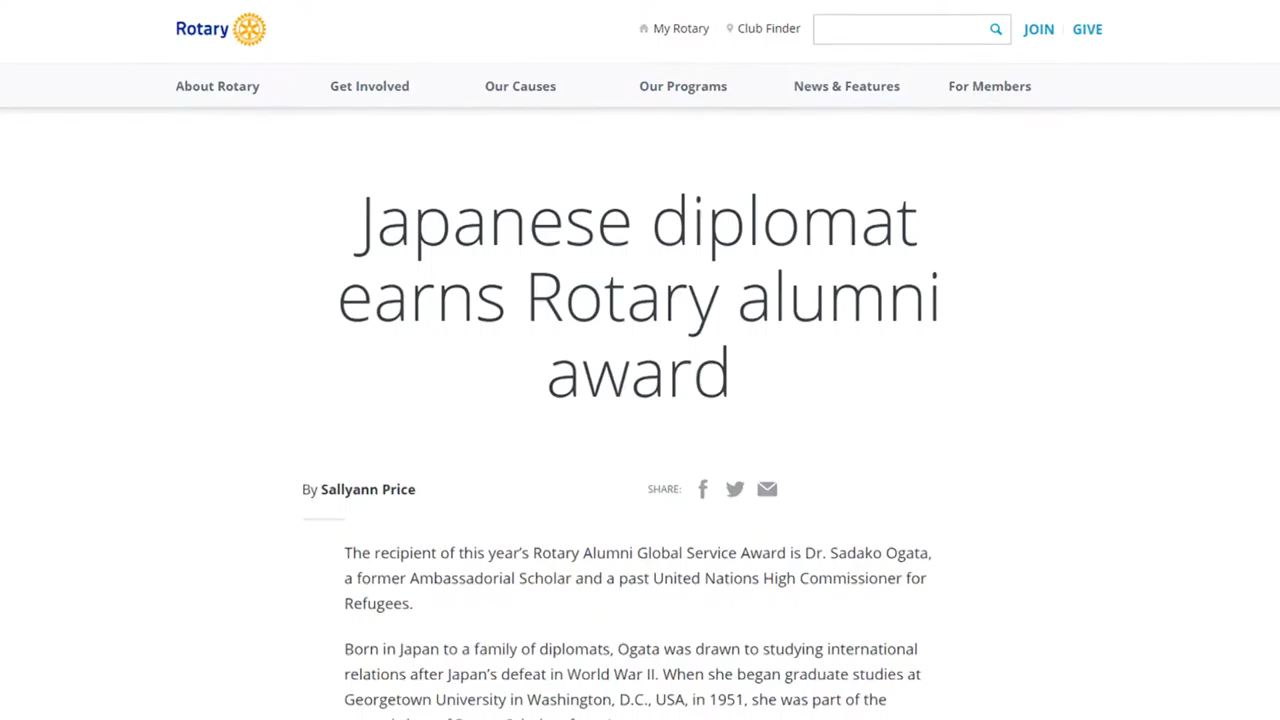 Rotary
My Rotary
Club Finder
JOIN
GIVE
About Rotary
Get Involved
Our Causes
Our Programs
News & Features
For Members
Japanese diplomat
earns Rotary alumni
award
By Sallyann Price
SHARE:
The recipient of this year’s Rotary Alumni Global Service Award is Dr. Sadako Ogata,
a former Ambassadorial Scholar and a past United Nations High Commissioner for
Refugees.
Born in Japan to a family of diplomats, Ogata was drawn to studying international
relations after Japan’s defeat in World War II. When she began graduate studies at
Georgetown University in Washington, D.C., USA, in 1951, she was part of the